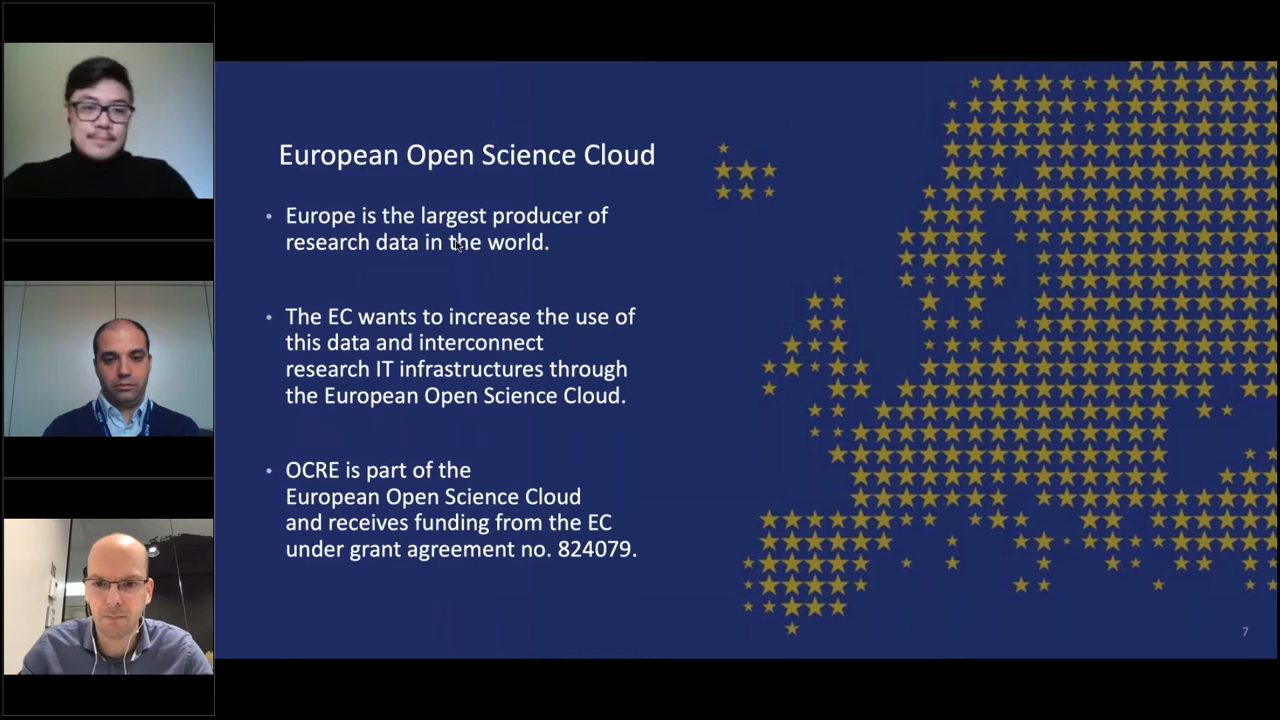 European Open Science Cloud
• Europe is the largest producer of
research data in the world.
• The EC wants to increase the use of
this data and interconnect
research IT infrastructures through
the European Open Science Cloud.
• OCRE is part of the
European Open Science Cloud
and receives funding from the EC
under grant agreement no. 824079.
7